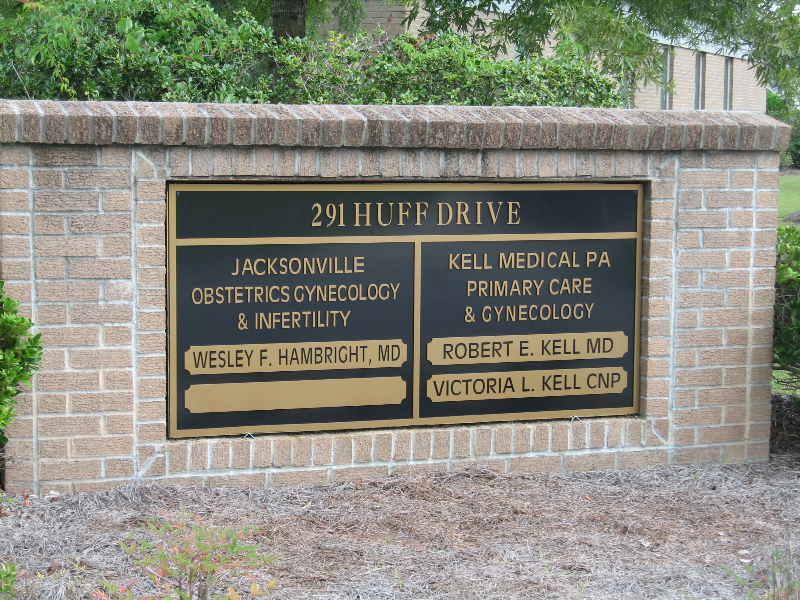 291 HUFF DRIVE
JACKSONVILLE
OBSTETRICS GYNECOLOGY
& INFERTILITY
WESLEY F. HAMBRIGHT, MD
KELL MEDICAL PA
PRIMARY CARE
& GYNECOLOGY
ROBERT E. KELL MD
VICTORIA L. KELL CNP